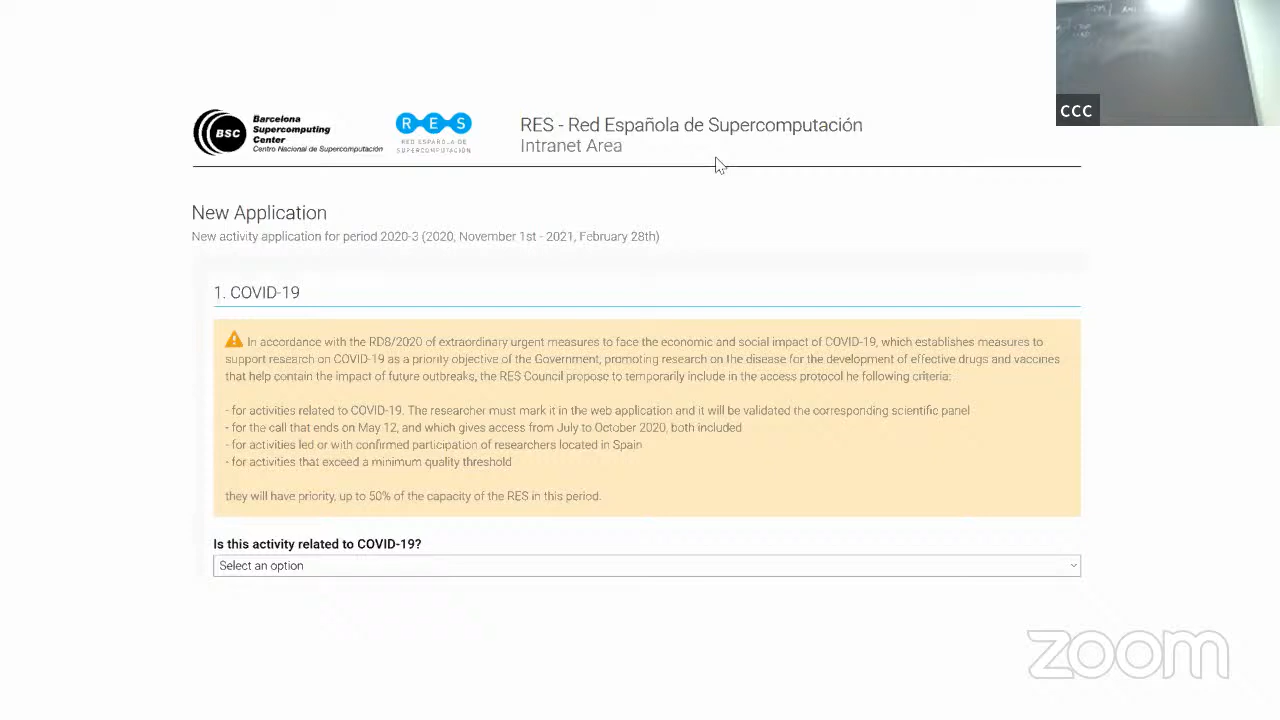 CCC
BSC
Barcelona
Supercomputing
Center
Centro Nacional de Supercomputación
RES
RED ESPAÑOLA DE
SUPERCOMPUTACIÓN
RES - Red Española de Supercomputación
Intranet Area
New Application
New activity application for period 2020-3 (2020, November 1st - 2021, February 28th)
1. COVID-19
In accordance with the RD8/2020 of extraordinary urgent measures to face the economic and social impact of COVID-19, which establishes measures to
support research on COVID-19 as a priority objective of the Government, promoting research on the disease for the development of effective drugs and vaccines
that help contain the impact of future outbreaks, the RES Council propose to temporarily include in the access protocol he following criteria:
- for activities related to COVID-19. The researcher must mark it in the web application and it will be validated the corresponding scientific panel
- for the call that ends on May 12, and which gives access from July to October 2020, both included
- for activities led or with confirmed participation of researchers located in Spain
- for activities that exceed a minimum quality threshold
they will have priority, up to 50% of the capacity of the RES in this period.
Is this activity related to COVID-19?
Select an option
zoom